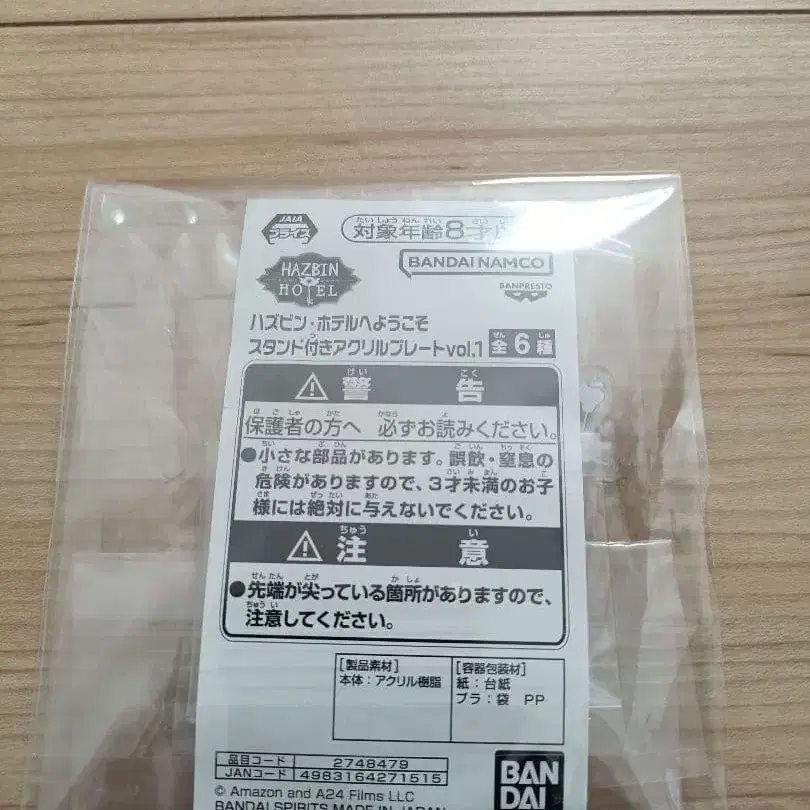 JAIA
プライズ
対象年齢8才以
HAZBIN
HOTEL
BANDAI NAMCO
BANPRESTO
ハズビン・ホテルへようこそ
スタンド付きアクリルプレートvol.1 全6種
警告
保護者の方へ 必ずお読みください。
●小さな部品があります。誤飲・窒息の
危険がありますので、3才未満のお子
様には絶対に与えないでください。
注意
●先端が尖っている箇所がありますので、
注意してください。
[製品素材]
本体：アクリル樹脂
[容器包装材]
紙：台紙
プラ：袋 PP
品目コード 2748479
JANコード 4983164271515
© Amazon and A24 Films LLC
BANDAI SPIRITS MADE IN JAPAN
BAN
DAI